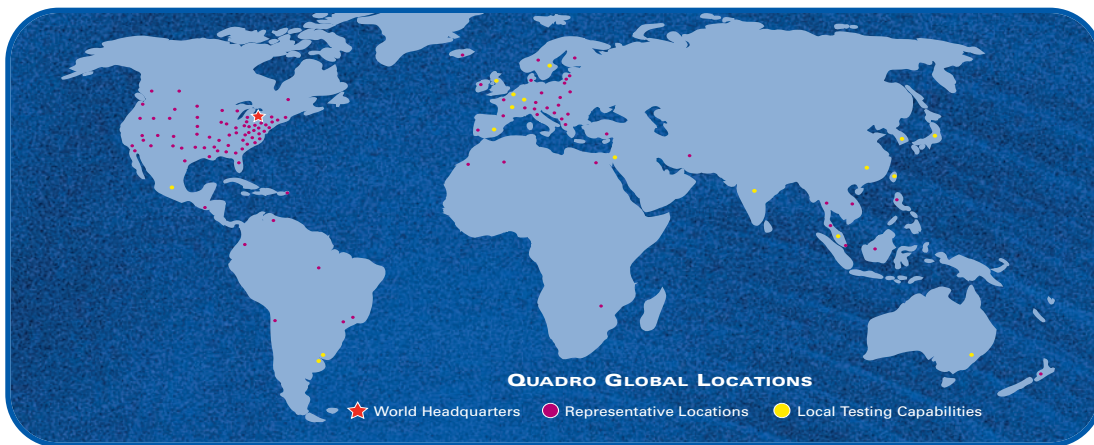 QUADRO GLOBAL LOCATIONS
World Headquarters Representative Locations Local Testing Capabilities